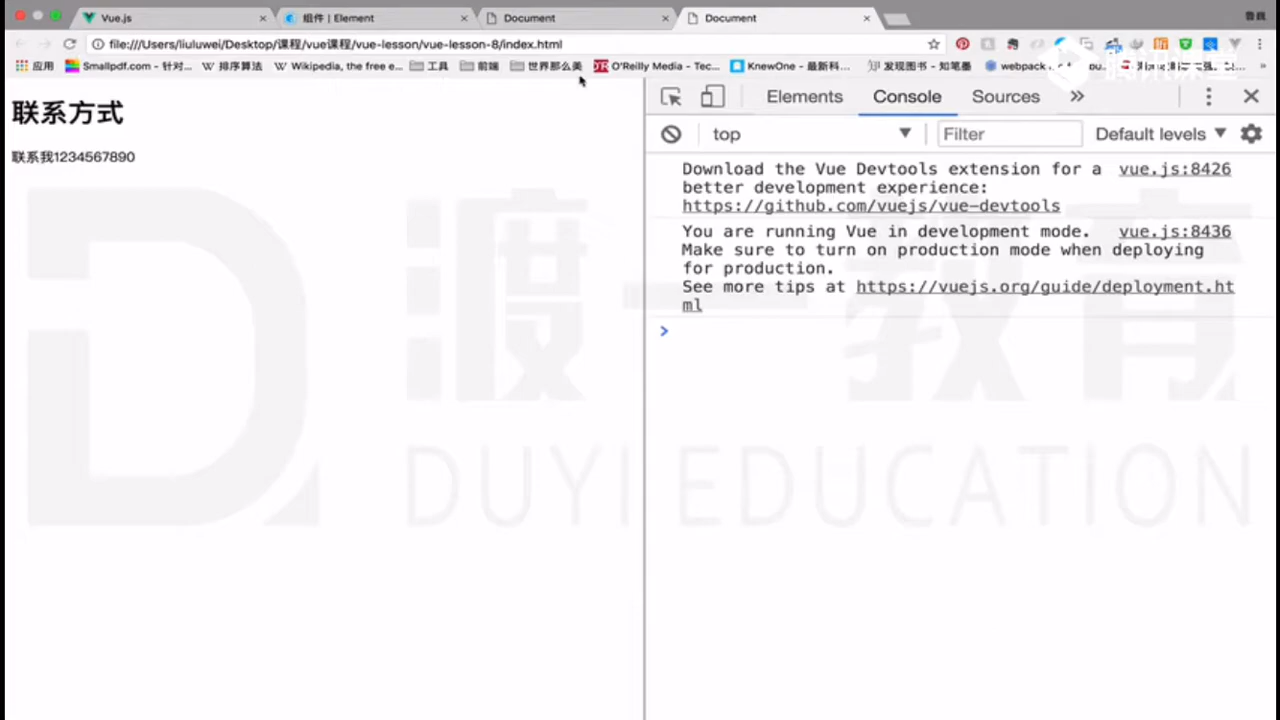 Vue.js
组件 | Element
Document
Document
file:///Users/liuluwei/Desktop/课程/vue课程/vue-lesson/vue-lesson-8/index.html
应用
Smallpdf.com - 针对...
排序算法
Wikipedia, the free e...
工具
前端
世界那么美
O'Reilly Media - Tec...
KnewOne - 最新科...
发现图书 - 知笔墨
腾讯课堂
Elements
Console
Sources
top
Filter
Default levels
联系方式
联系我1234567890
Download the Vue Devtools extension for a vue.js:8426
better development experience:
https://github.com/vuejs/vue-devtools
You are running Vue in development mode. vue.js:8436
Make sure to turn on production mode when deploying
for production.
See more tips at https://vuejs.org/guide/deployment.ht
ml
渡一教育
DUYI EDUCATION